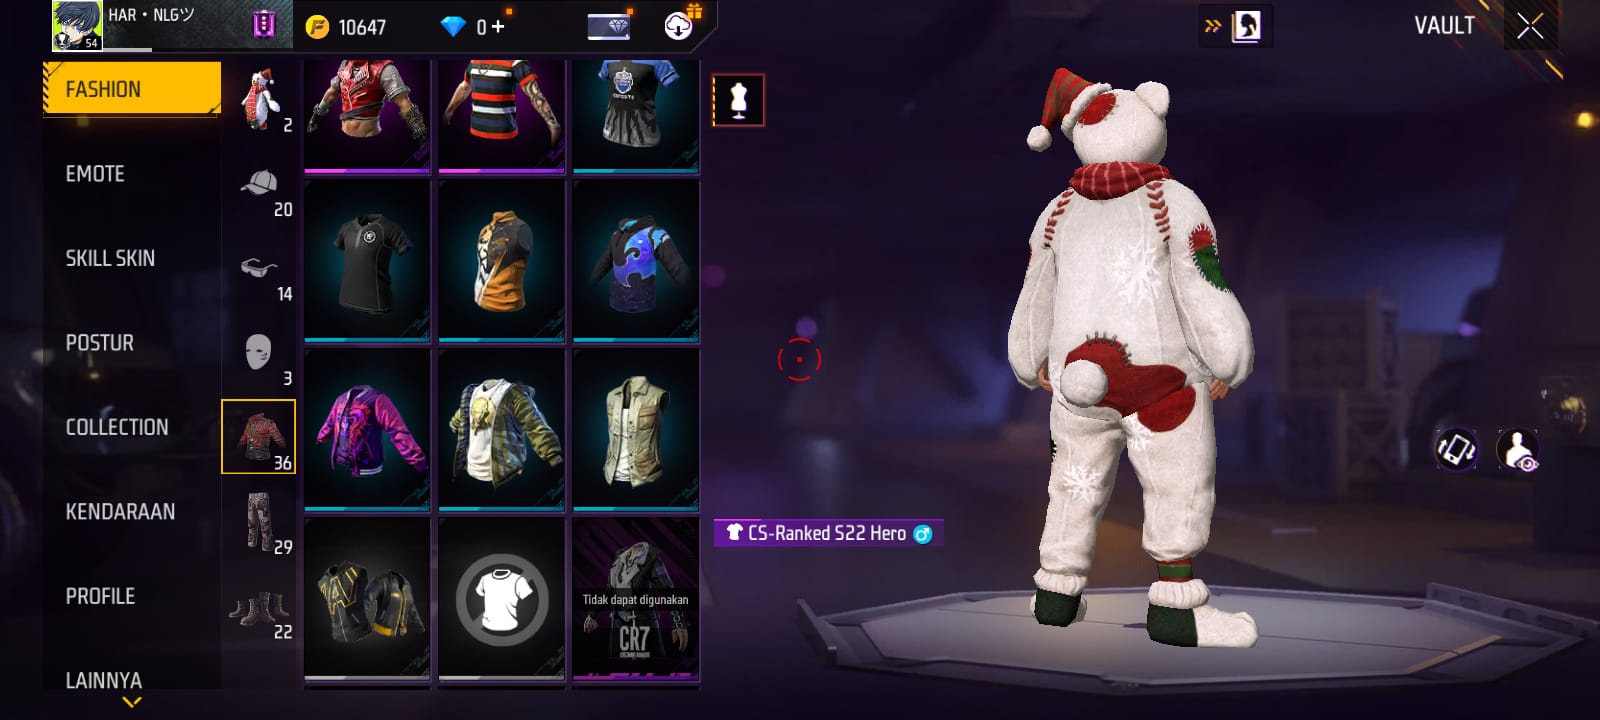 HAR・NLGツ
54
10647
0 +
VAULT
FASHION
EMOTE
SKILL SKIN
POSTUR
COLLECTION
KENDARAAN
PROFILE
LAINNYA
2
20
14
3
36
29
22
ESPORTS
Tidak dapat digunakan
CR7
CS-Ranked S22 Hero